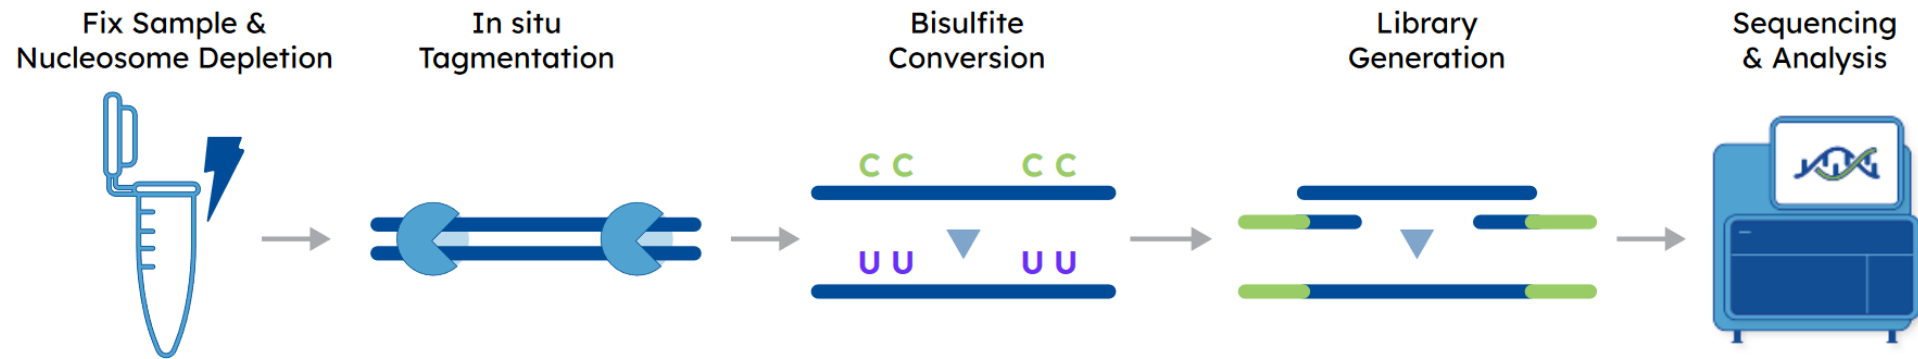 Fix Sample &
Nucleosome Depletion
In situ
Tagmentation
Bisulfite
Conversion
Library
Generation
Sequencing
& Analysis
C C C C
U U U U